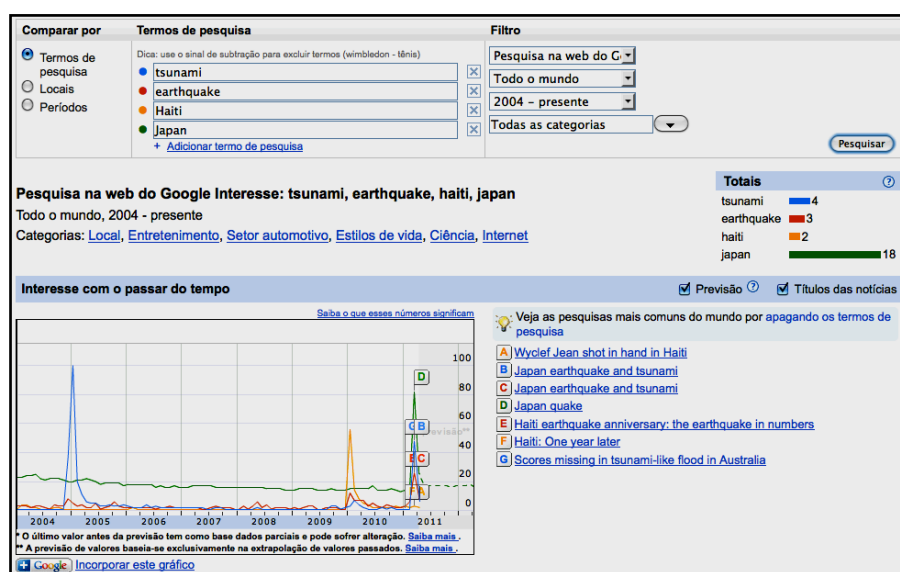 Comparar por
Termos de pesquisa
Filtro
Termos de pesquisa
Locais
Períodos
Dica: use o sinal de subtração para excluir termos (wimbledon - tênis)
tsunami
earthquake
Haiti
Japan
+ Adicionar termo de pesquisa
Pesquisa na web do G
Todo o mundo
2004 - presente
Todas as categorias
Pesquisar
Pesquisa na web do Google Interesse: tsunami, earthquake, haiti, japan
Todo o mundo, 2004 - presente
Categorias: Local, Entretenimento, Setor automotivo, Estilos de vida, Ciência, Internet
Totais ?
tsunami 4
earthquake 3
haiti 2
japan 18
Interesse com o passar do tempo
Previsão ? Títulos das notícias
Saiba o que esses números significam
100
80
60
40
20
0
D
G B
Previsão**
E C
F A
2004 2005 2006 2007 2008 2009 2010 2011
* O último valor antes da previsão tem como base dados parciais e pode sofrer alteração. Saiba mais .
** A previsão de valores baseia-se exclusivamente na extrapolação de valores passados. Saiba mais .
+ Google Incorporar este gráfico
Veja as pesquisas mais comuns do mundo por apagando os termos de
pesquisa
A Wyclef Jean shot in hand in Haiti
B Japan earthquake and tsunami
C Japan earthquake and tsunami
D Japan quake
E Haiti earthquake anniversary: the earthquake in numbers
F Haiti: One year later
G Scores missing in tsunami-like flood in Australia